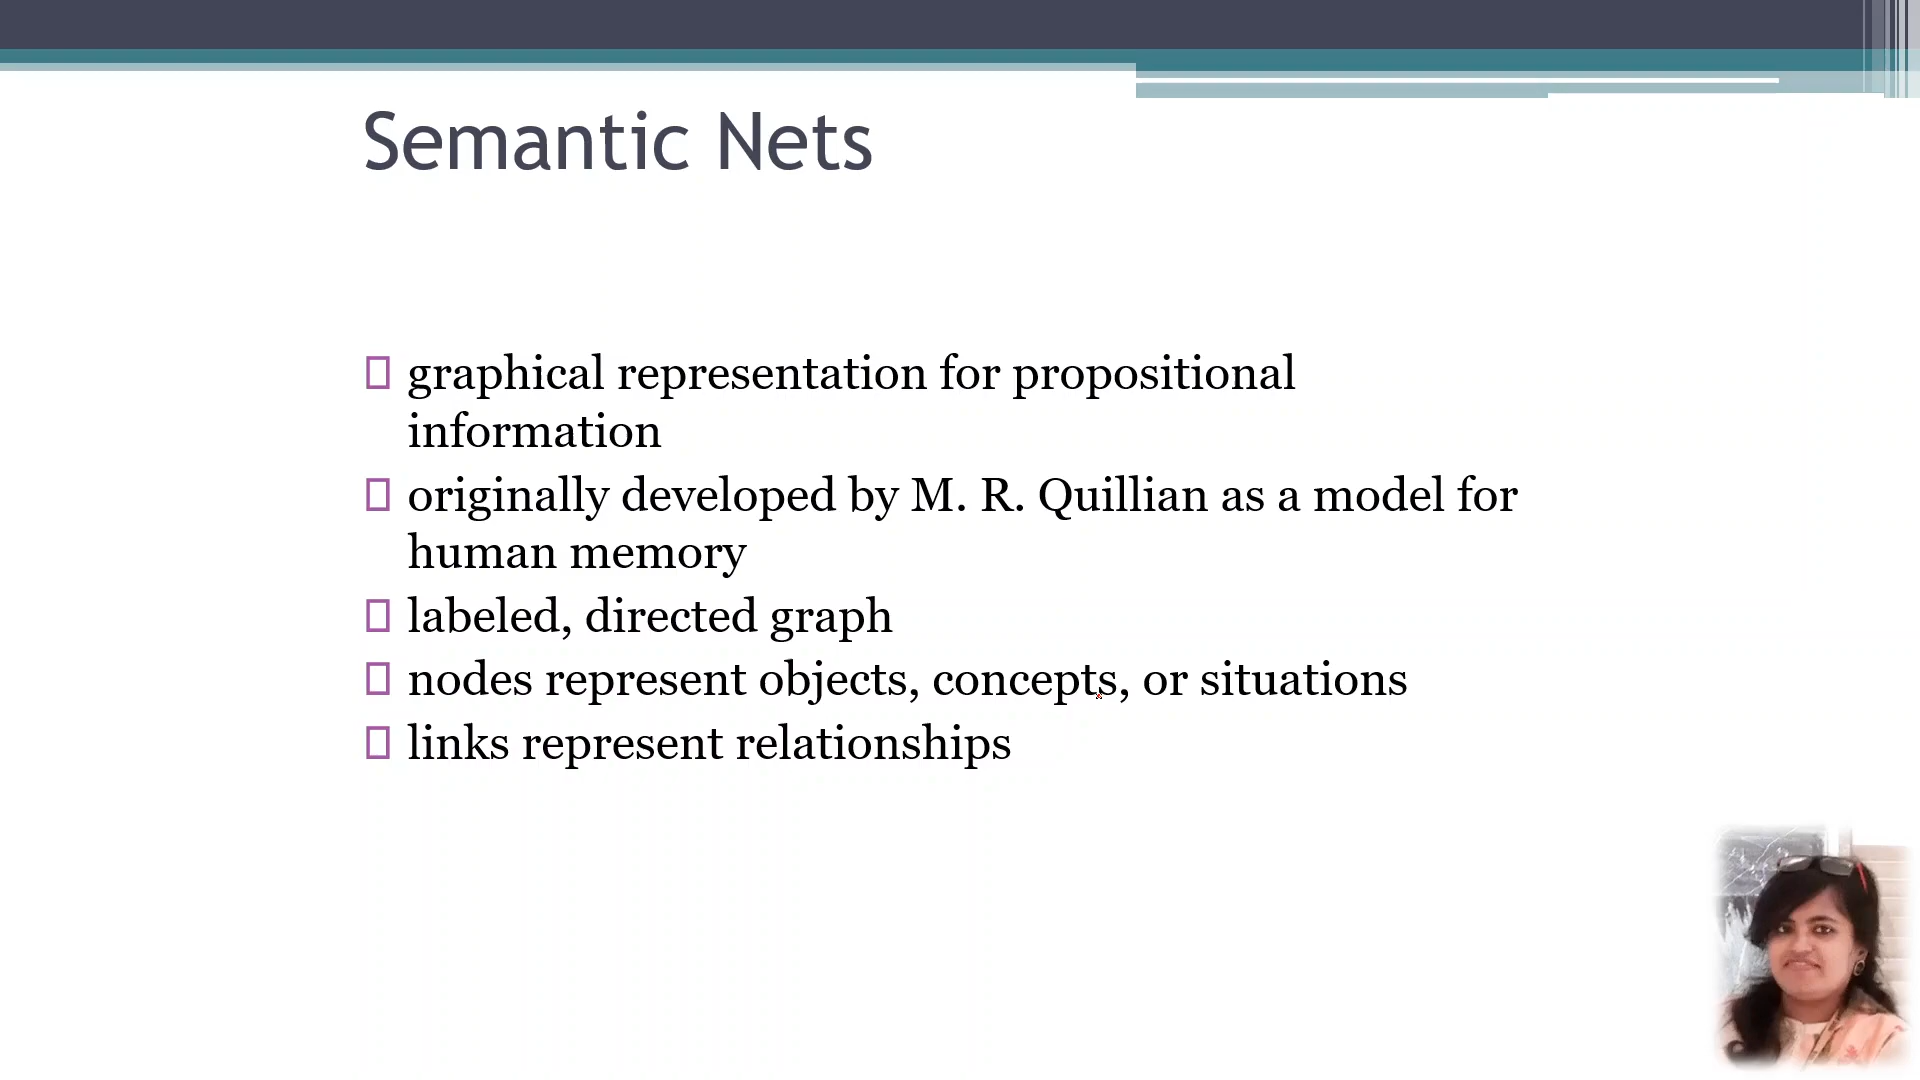 Semantic Nets
graphical representation for propositional
information
originally developed by M. R. Quillian as a model for
human memory
labeled, directed graph
nodes represent objects, concepts, or situations
links represent relationships